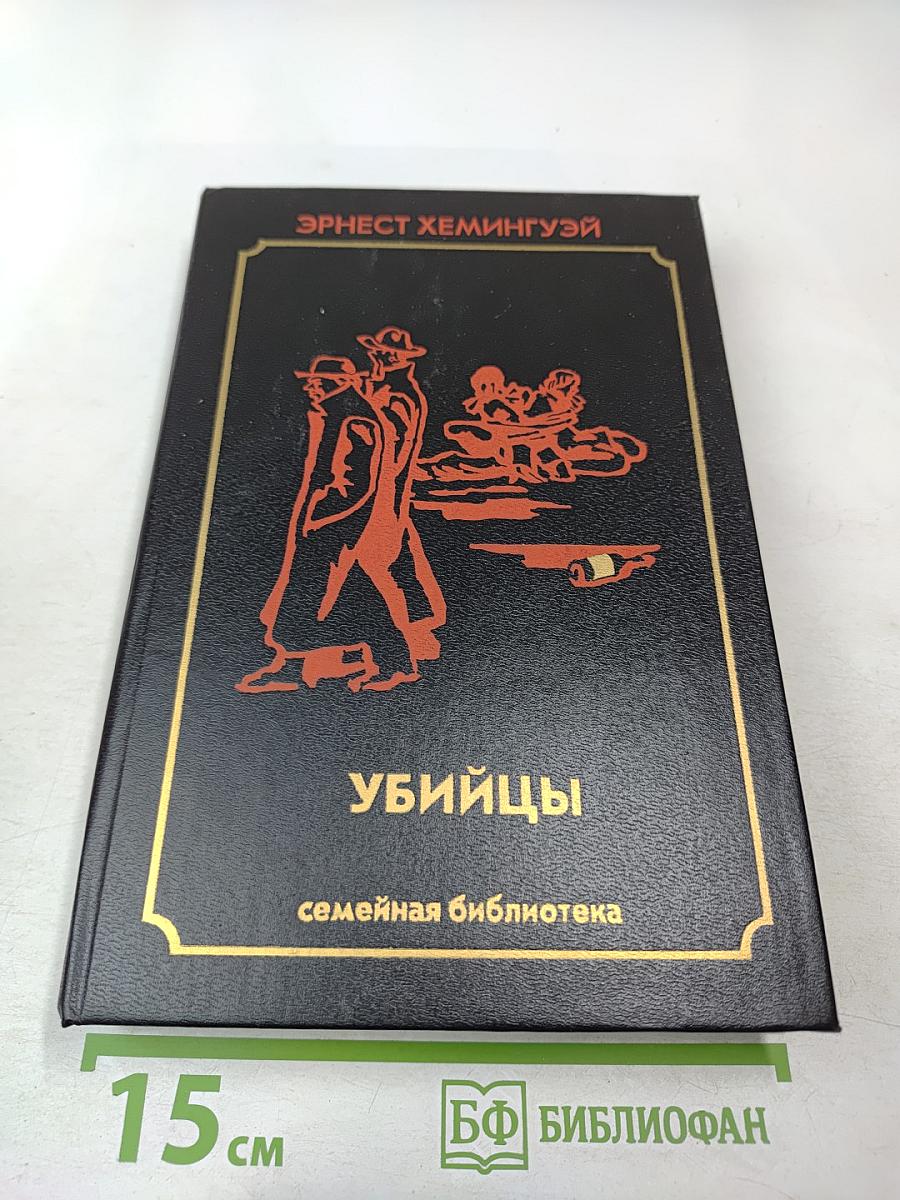 ЭРНЕСТ ХЕМИНГУЭЙ
УБИЙЦЫ
семейная библиотека
15 см
БФ БИБЛИОФАН